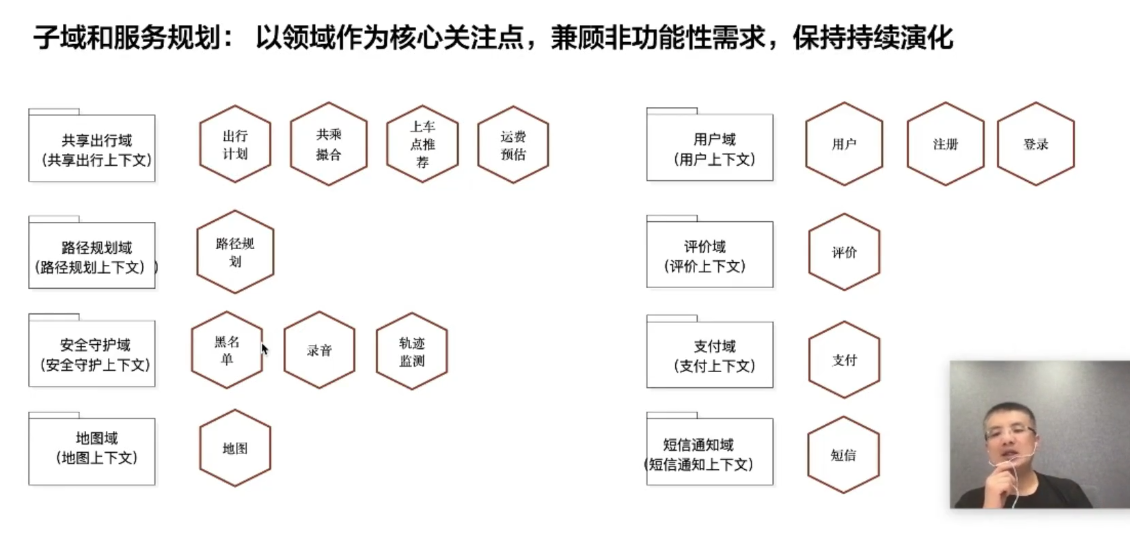 子域和服务规划： 以领域作为核心关注点，兼顾非功能性需求，保持持续演化
共享出行域
（共享出行上下文）
出行
计划
共乘
撮合
上车
点推
荐
运费
预估
用户域
（用户上下文）
用户
注册
登录
路径规划域
（路径规划上下文））
路径规
划
评价域
（评价上下文）
评价
安全守护域
（安全守护上下文）
黑名
单
录音
轨迹
监测
支付域
（支付上下文）
支付
地图域
（地图上下文）
地图
短信通知域
（短信通知上下文）
短信